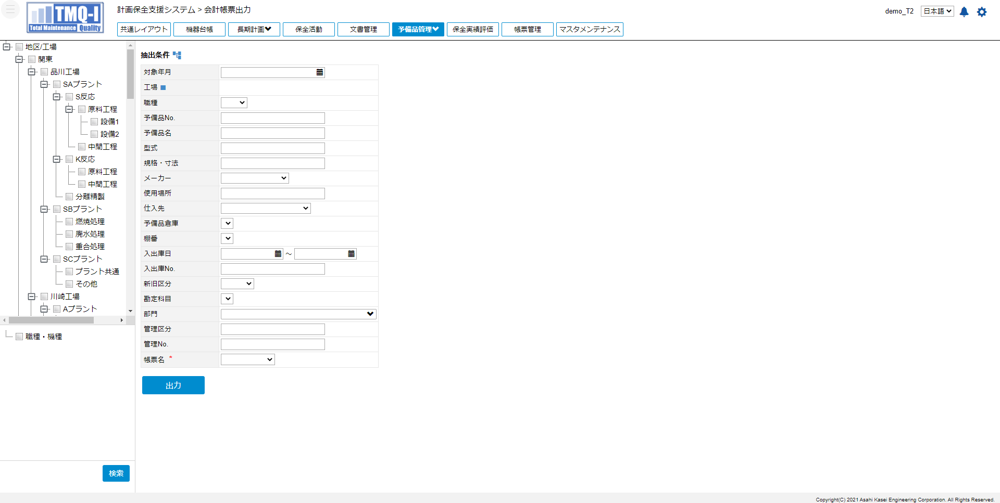 TMQ-I
Total Maintenance Quality
計画保全支援システム > 会計帳票出力
demo_T2
日本語
共通レイアウト
機器台帳
長期計画
保全活動
文書管理
予備品管理
保全実績評価
帳票管理
マスタメンテナンス
地区/工場
関東
品川工場
SAプラント
S反応
原料工程
設備1
設備2
中間工程
K反応
原料工程
中間工程
分離精製
SBプラント
燃焼処理
廃水処理
重合処理
SCプラント
プラント共通
その他
川崎工場
Aプラント
職種・機種
検索
抽出条件
対象年月
工場
職種
予備品No.
予備品名
型式
規格・寸法
メーカー
使用場所
仕入先
予備品倉庫
棚番
入出庫日
～
入出庫No.
新旧区分
勘定科目
部門
管理区分
管理No.
帳票名 *
出力
Copyright(C) 2021 Asahi Kasei Engineering Corporation. All Rights Reserved.